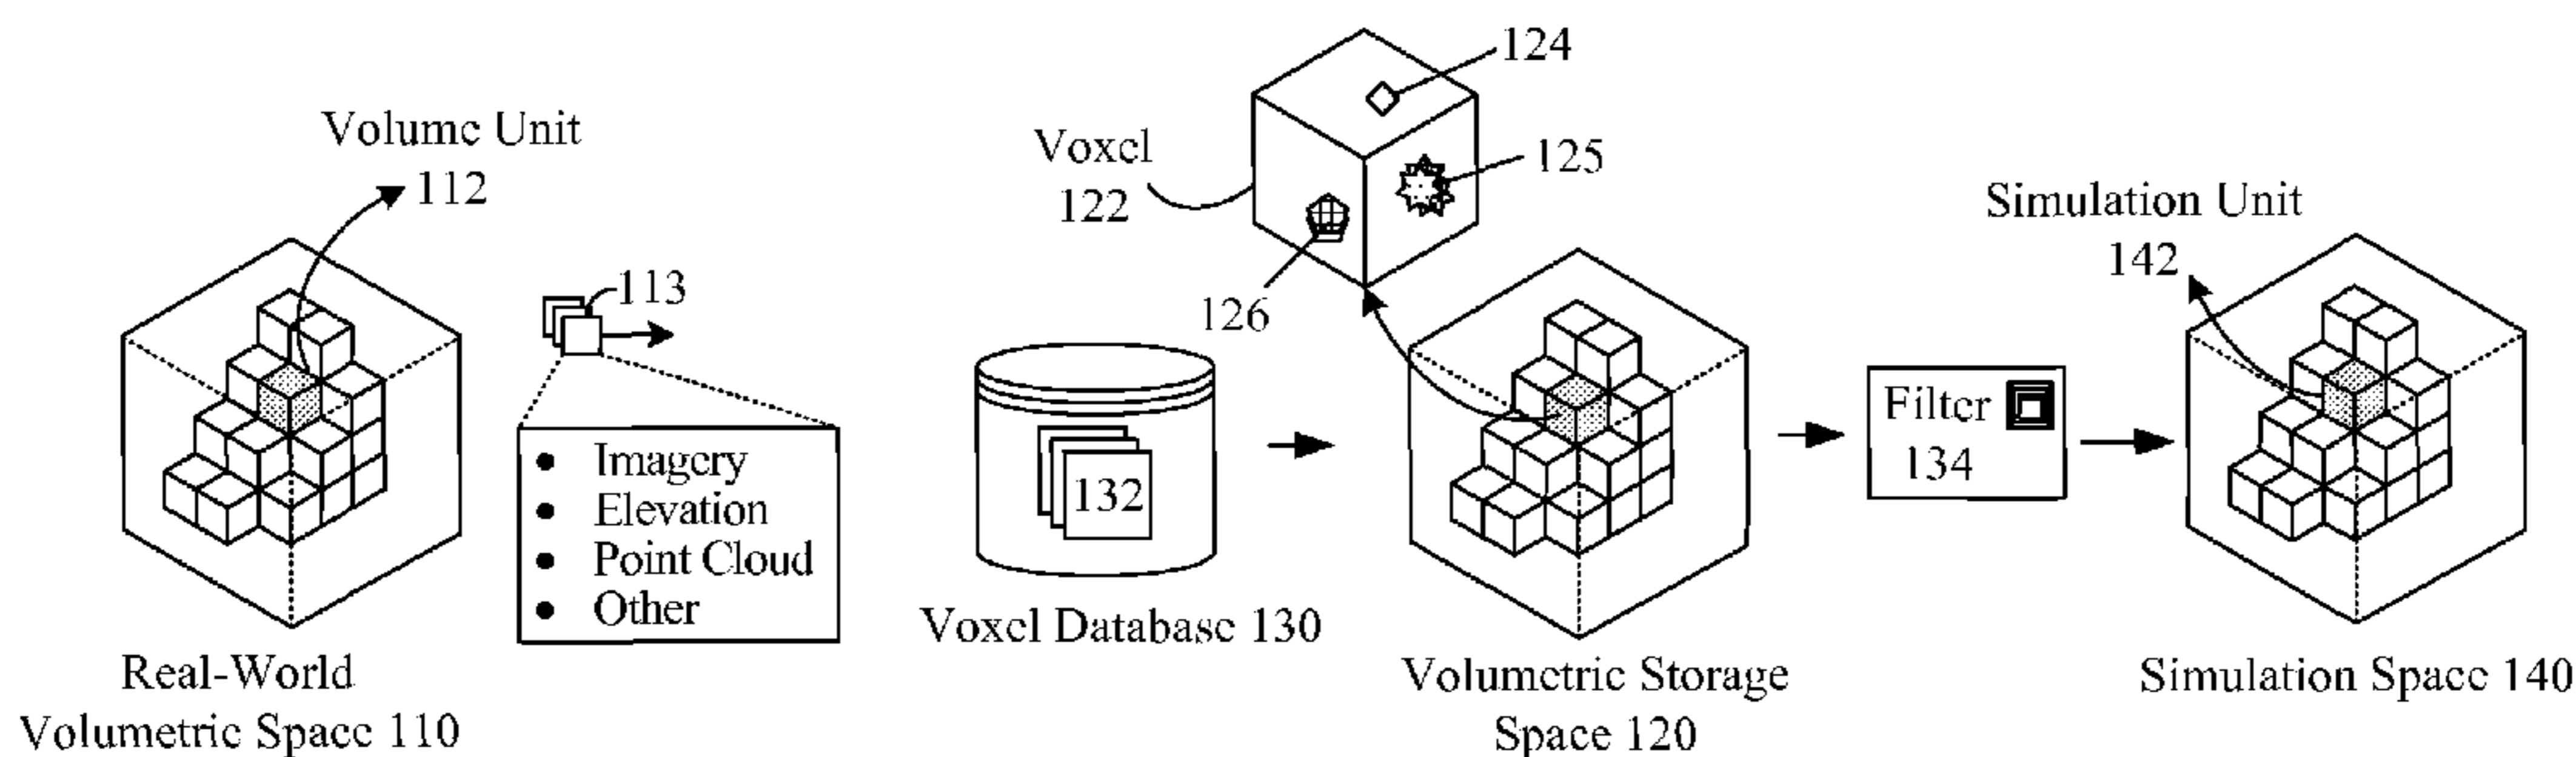 Volume Unit
112
113
Imagery
Elevation
Point Cloud
Other
Real-World
Volumetric Space 110
Voxel
122
124
125
126
132
Voxel Database 130
Volumetric Storage
Space 120
Filter
134
Simulation Unit
142
Simulation Space 140